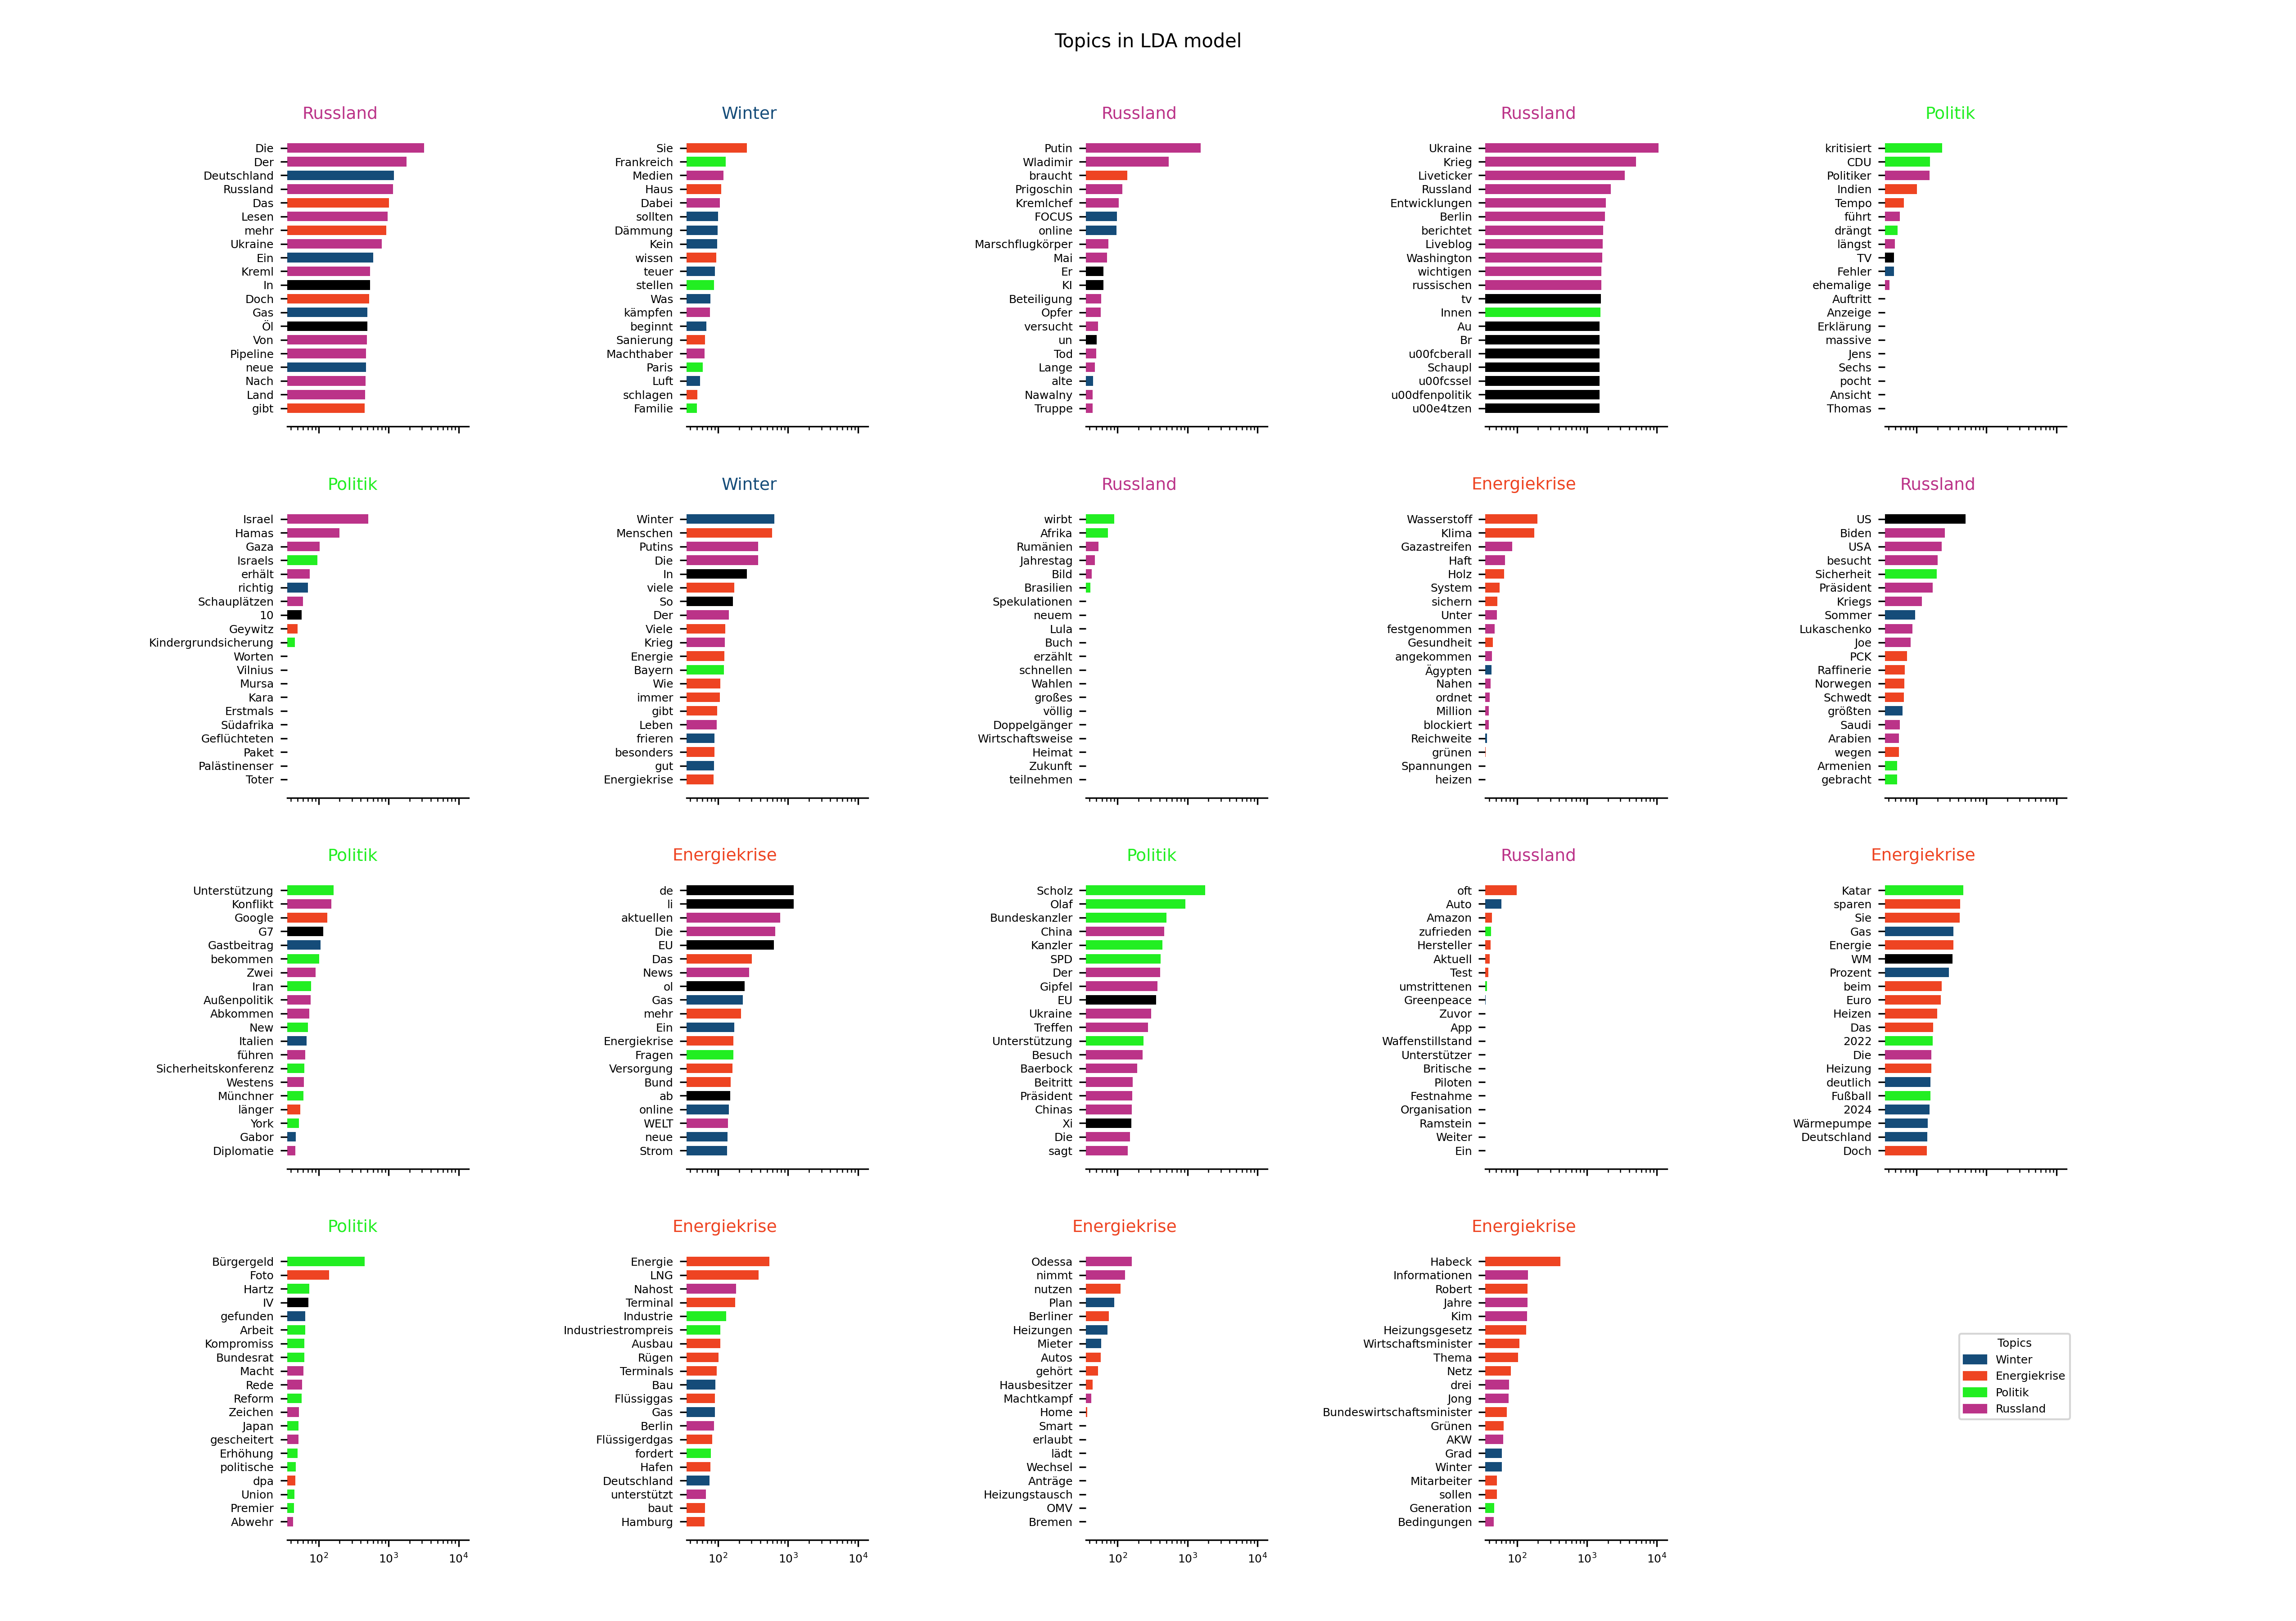 Topics in LDA model
Russland
Die
Der
Deutschland
Russland
Das
Lesen
mehr
Ukraine
Ein
Kreml
In
Doch
Gas
Öl
Von
Pipeline
neue
Nach
Land
gibt
Winter
Sie
Frankreich
Medien
Haus
Dabei
sollten
Dämmung
Kein
wissen
teuer
stellen
Was
kämpfen
beginnt
Sanierung
Machthaber
Paris
Luft
schlagen
Familie
Russland
Putin
Wladimir
braucht
Prigoschin
Kremlchef
FOCUS
online
Marschflugkörper
Mai
Er
KI
Beteiligung
Opfer
versucht
un
Tod
Lange
alte
Nawalny
Truppe
Russland
Ukraine
Krieg
Liveticker
Russland
Entwicklungen
Berlin
berichtet
Liveblog
Washington
wichtigen
russischen
tv
Innen
Au
Br
u00fcberall
Schaupl
u00fcssel
u00dfenpolitik
u00e4tzen
Politik
kritisiert
CDU
Politiker
Indien
Tempo
führt
drängt
längst
TV
Fehler
ehemalige
Auftritt
Anzeige
Erklärung
massive
Jens
Sechs
pocht
Ansicht
Thomas
Politik
Israel
Hamas
Gaza
Israels
erhält
richtig
Schauplätzen
10
Geywitz
Kindergrundsicherung
Worten
Vilnius
Mursa
Kara
Erstmals
Südafrika
Geflüchteten
Paket
Palästinenser
Toter
Winter
Winter
Menschen
Putins
Die
In
viele
So
Der
Viele
Krieg
Energie
Bayern
Wie
immer
gibt
Leben
frieren
besonders
gut
Energiekrise
Russland
wirbt
Afrika
Rumänien
Jahrestag
Bild
Brasilien
Spekulationen
neuem
Lula
Buch
erzählt
schnellen
Wahlen
großes
völlig
Doppelgänger
Wirtschaftsweise
Heimat
Zukunft
teilnehmen
Energiekrise
Wasserstoff
Klima
Gazastreifen
Haft
Holz
System
sichern
Unter
festgenommen
Gesundheit
angekommen
Ägypten
Nahen
ordnet
Million
blockiert
Reichweite
grünen
Spannungen
heizen
Russland
US
Biden
USA
besucht
Sicherheit
Präsident
Kriegs
Sommer
Lukaschenko
Joe
PCK
Raffinerie
Norwegen
Schwedt
größten
Saudi
Arabien
wegen
Armenien
gebracht
Politik
Unterstützung
Konflikt
Google
G7
Gastbeitrag
bekommen
Zwei
Iran
Außenpolitik
Abkommen
New
Italien
führen
Sicherheitskonferenz
Westens
Münchner
länger
York
Gabor
Diplomatie
Energiekrise
de
li
aktuellen
Die
EU
Das
News
ol
Gas
mehr
Ein
Energiekrise
Fragen
Versorgung
Bund
ab
online
WELT
neue
Strom
Politik
Scholz
Olaf
Bundeskanzler
China
Kanzler
SPD
Der
Gipfel
EU
Ukraine
Treffen
Unterstützung
Besuch
Baerbock
Beitritt
Präsident
Chinas
Xi
Die
sagt
Russland
oft
Auto
Amazon
zufrieden
Hersteller
Aktuell
Test
umstrittenen
Greenpeace
Zuvor
App
Waffenstillstand
Unterstützer
Britische
Piloten
Festnahme
Organisation
Ramstein
Weiter
Ein
Energiekrise
Katar
sparen
Sie
Gas
Energie
WM
Prozent
beim
Euro
Heizen
Das
2022
Die
Heizung
deutlich
Fußball
2024
Wärmepumpe
Deutschland
Doch
Politik
Bürgergeld
Foto
Hartz
IV
gefunden
Arbeit
Kompromiss
Bundesrat
Macht
Rede
Reform
Zeichen
Japan
gescheitert
Erhöhung
politische
dpa
Union
Premier
Abwehr
10² 10³ 10⁴
Energiekrise
Energie
LNG
Nahost
Terminal
Industrie
Industriestrompreis
Ausbau
Rügen
Terminals
Bau
Flüssiggas
Gas
Berlin
Flüssigerdgas
fordert
Hafen
Deutschland
unterstützt
baut
Hamburg
10² 10³ 10⁴
Energiekrise
Odessa
nimmt
nutzen
Plan
Berliner
Heizungen
Mieter
Autos
gehört
Hausbesitzer
Machtkampf
Home
Smart
erlaubt
lädt
Wechsel
Anträge
Heizungstausch
OMV
Bremen
10² 10³ 10⁴
Energiekrise
Habeck
Informationen
Robert
Jahre
Kim
Heizungsgesetz
Wirtschaftsminister
Thema
Netz
drei
Jong
Bundeswirtschaftsminister
Grünen
AKW
Grad
Winter
Mitarbeiter
sollen
Generation
Bedingungen
10² 10³ 10⁴
Topics
Winter
Energiekrise
Politik
Russland